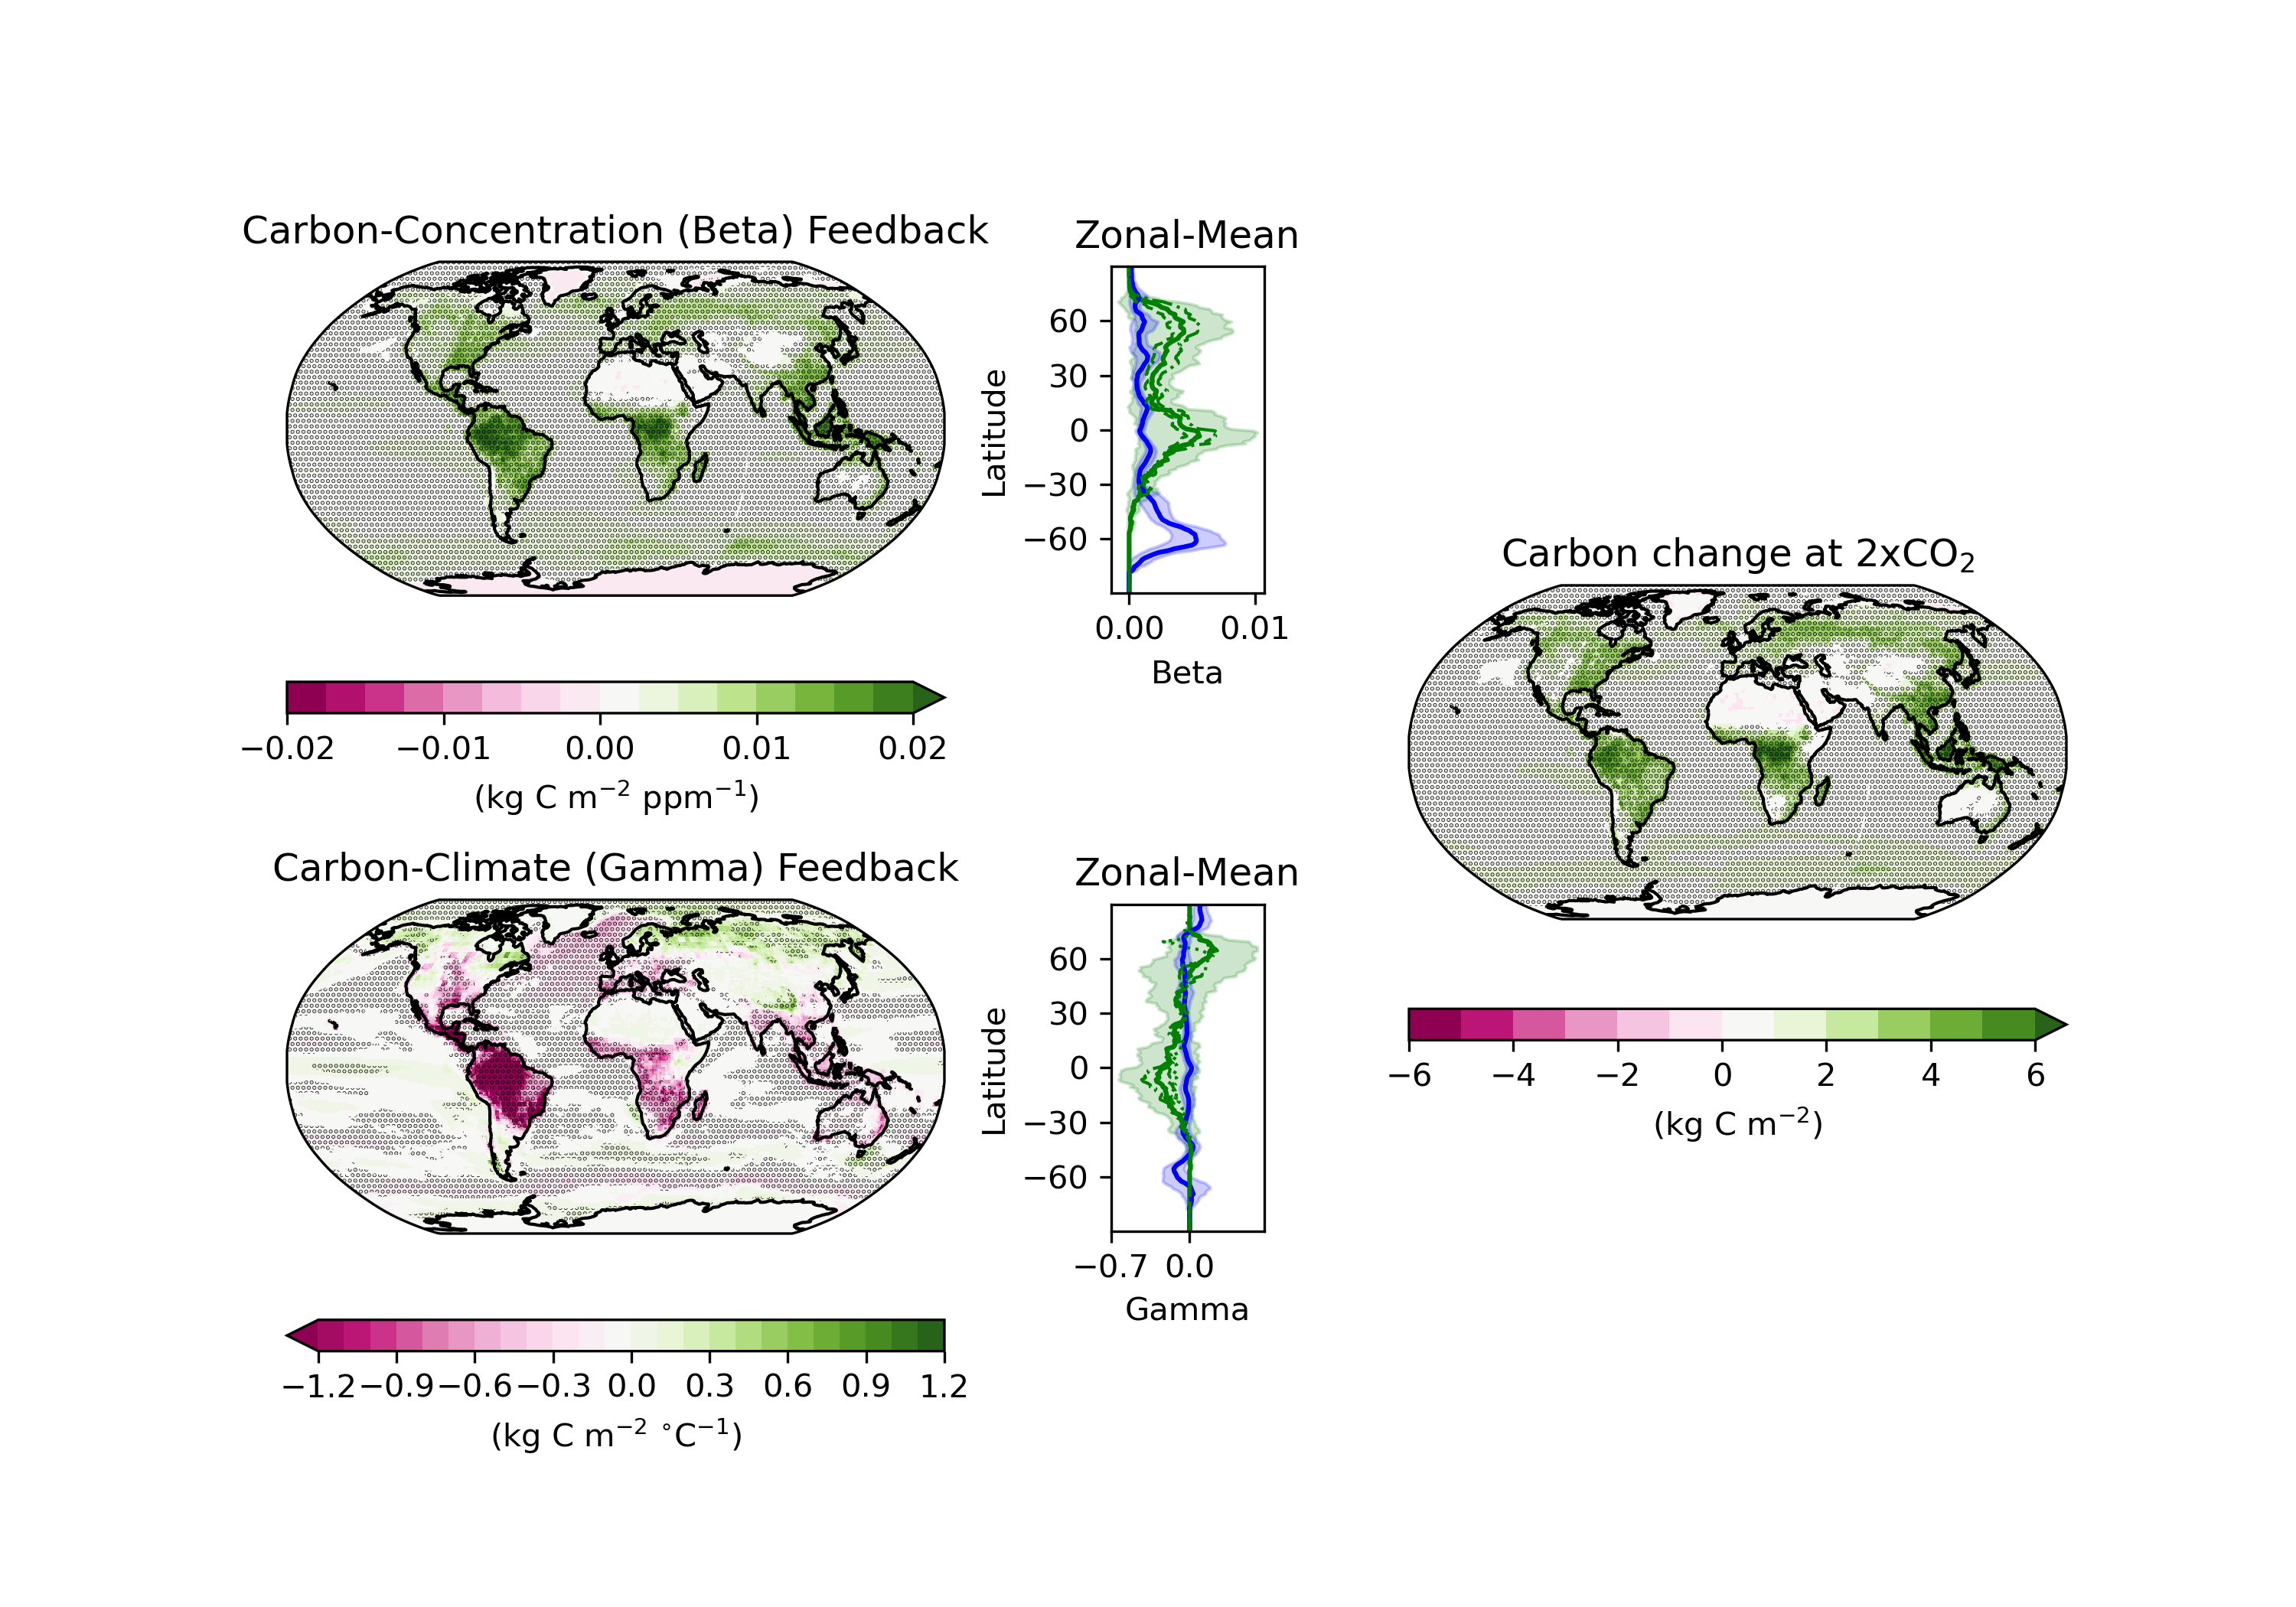 Carbon-Concentration (Beta) Feedback
−0.02 −0.01 0.00 0.01 0.02
(kg C m⁻² ppm⁻¹)
Zonal-Mean
Latitude
60
30
0
−30
−60
0.00 0.01
Beta
Carbon-Climate (Gamma) Feedback
−1.2 −0.9 −0.6 −0.3 0.0 0.3 0.6 0.9 1.2
(kg C m⁻² °C⁻¹)
Zonal-Mean
Latitude
60
30
0
−30
−60
−0.7 0.0
Gamma
Carbon change at 2xCO₂
−6 −4 −2 0 2 4 6
(kg C m⁻²)